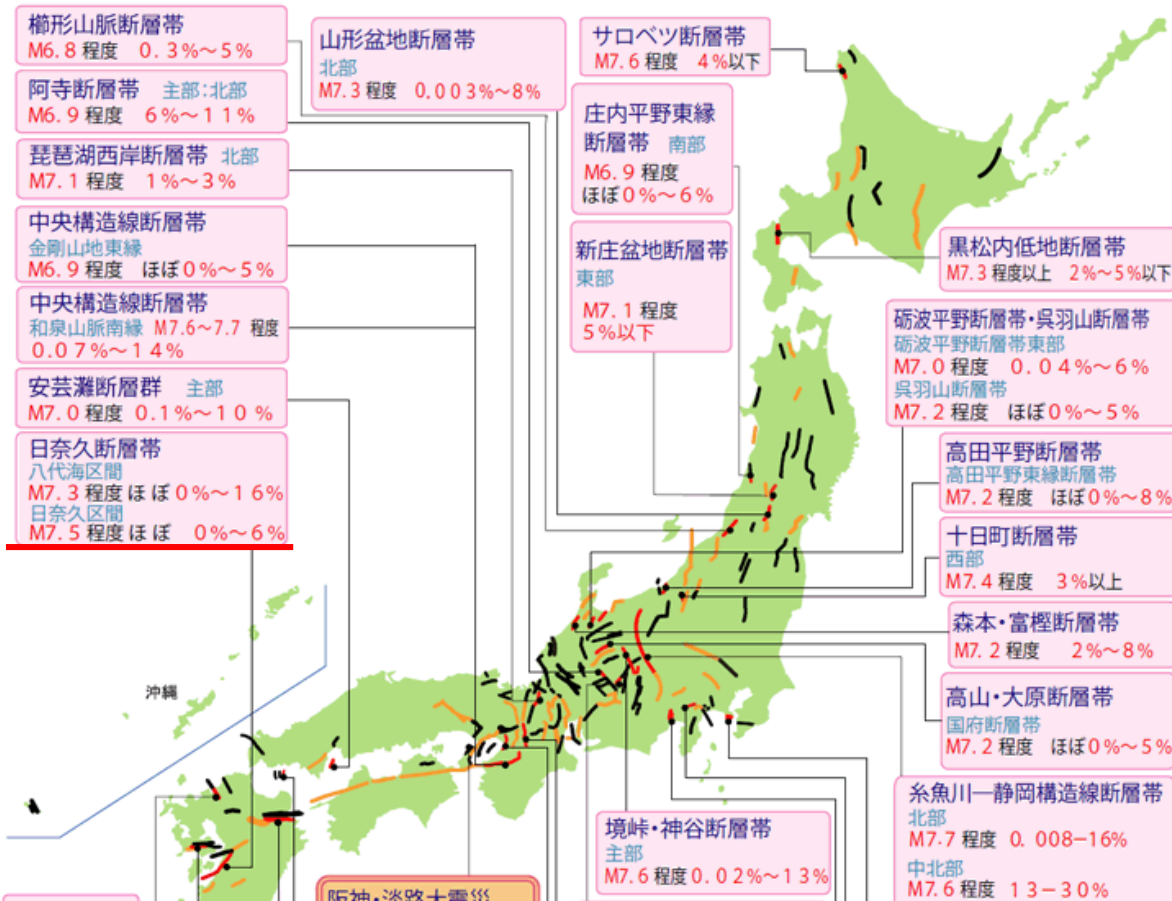 櫛形山脈断層帯
M6.8 程度 0.3%～5%
阿寺断層帯 主部:北部
M6.9 程度 6%～11%
琵琶湖西岸断層帯 北部
M7.1 程度 1%～3%
中央構造線断層帯
金剛山地東縁
M6.9 程度 ほぼ0%～5%
中央構造線断層帯
和泉山脈南縁 M7.6～7.7 程度
0.07%～14%
安芸灘断層群 主部
M7.0 程度 0.1%～10%
日奈久断層帯
八代海区間
M7.3 程度 ほぼ0%～16%
日奈久区間
M7.5 程度 ほぼ 0%～6%
山形盆地断層帯
北部
M7.3 程度 0.003%～8%
サロベツ断層帯
M7.6 程度 4%以下
庄内平野東縁
断層帯 南部
M6.9 程度
ほぼ0%～6%
新庄盆地断層帯
東部
M7.1 程度
5%以下
黒松内低地断層帯
M7.3 程度以上 2%～5%以下
砺波平野断層帯・呉羽山断層帯
砺波平野断層帯東部
M7.0 程度 0.04%～6%
呉羽山断層帯
M7.2 程度 ほぼ0%～5%
高田平野断層帯
高田平野東縁断層帯
M7.2 程度 ほぼ0%～8%
十日町断層帯
西部
M7.4 程度 3%以上
森本・富樫断層帯
M7.2 程度 2%～8%
高山・大原断層帯
国府断層帯
M7.2 程度 ほぼ0%～5%
糸魚川―静岡構造線断層帯
北部
M7.7 程度 0.008-16%
中北部
M7.6 程度 13-30%
沖縄
境峠・神谷断層帯
主部
M7.6 程度 0.02%～13%
阪神・淡路大震災